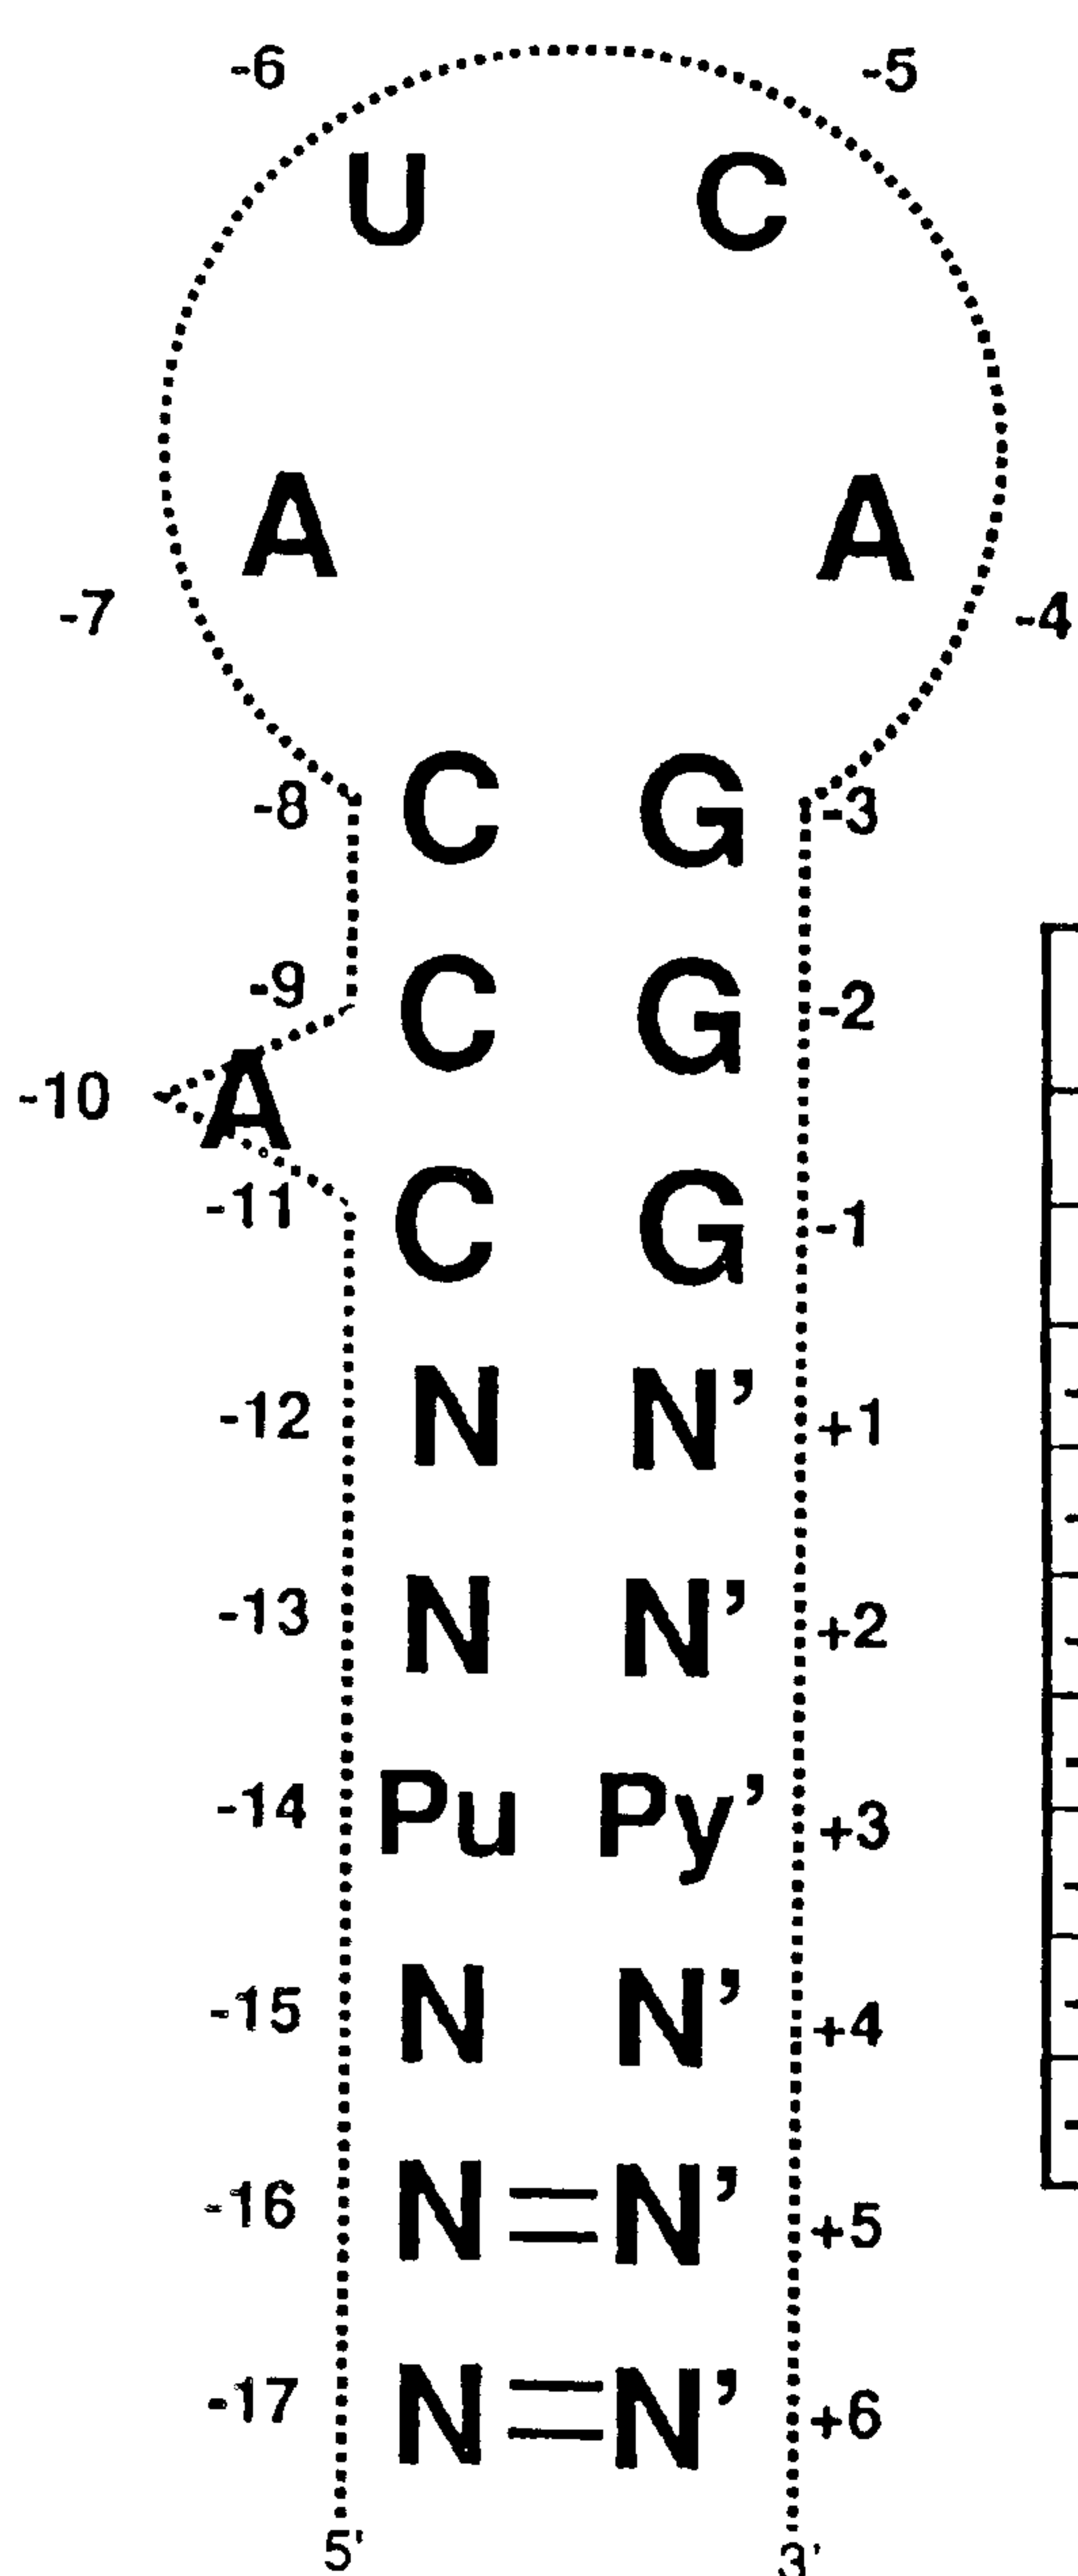 -6 -5
U C
A A
-7 -4
-8 C G -3
-9 C G -2
-10 A
-11 C G -1
-12 N N' +1
-13 N N' +2
-14 Pu Py' +3
-15 N N' +4
-16 N N' +5
-17 N N' +6
5' 3'